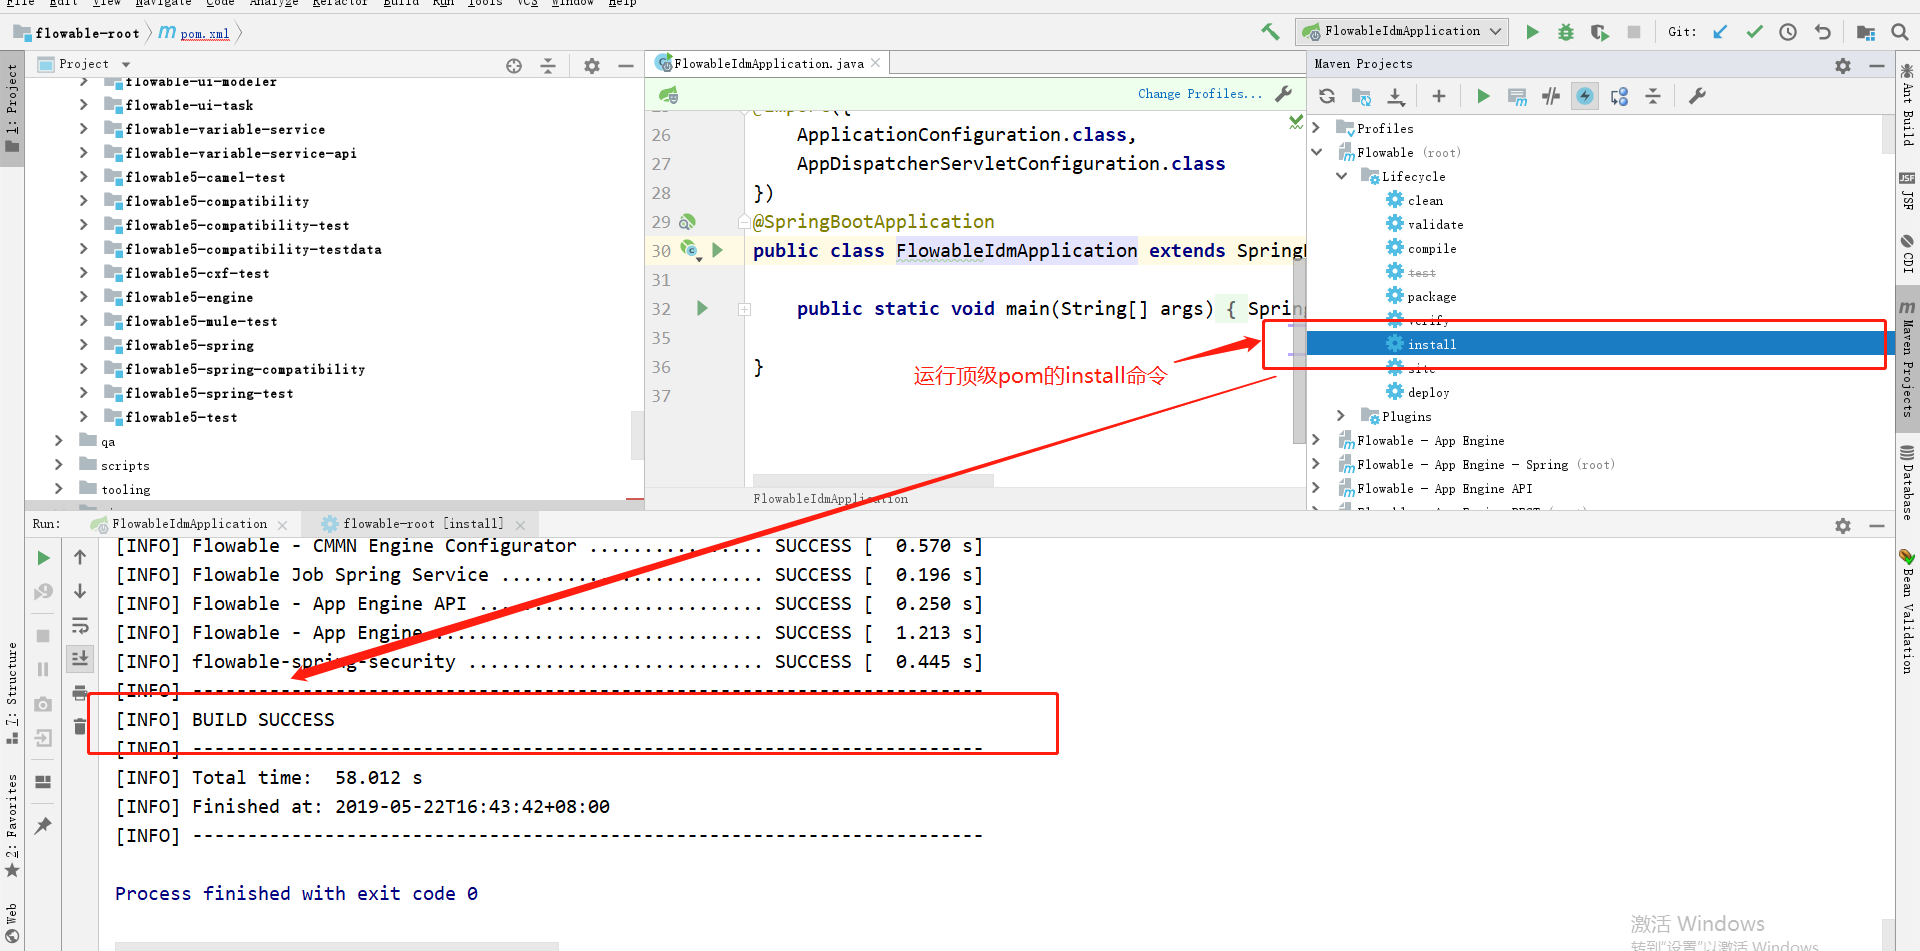 File Edit View Navigate Code Analyze Refactor Build Run Tools VCS Window Help
flowable-root pom.xml
FlowableIdmApplication
Git:
Project
flowable-ui-modeler
flowable-ui-task
flowable-variable-service
flowable-variable-service-api
flowable5-camel-test
flowable5-compatibility
flowable5-compatibility-test
flowable5-compatibility-testdata
flowable5-cxf-test
flowable5-engine
flowable5-mule-test
flowable5-spring
flowable5-spring-compatibility
flowable5-spring-test
flowable5-test
qa
scripts
tooling
FlowableIdmApplication.java
Change Profiles...
26 ApplicationConfiguration.class,
27 AppDispatcherServletConfiguration.class
28 })
29 @SpringBootApplication
30 public class FlowableIdmApplication extends Spring
31
32 public static void main(String[] args) { Spring
35
36 }
37
运行顶级pom的install命令
FlowableIdmApplication
Maven Projects
Profiles
Flowable (root)
Lifecycle
clean
validate
compile
test
package
verify
install
site
deploy
Plugins
Flowable - App Engine
Flowable - App Engine - Spring (root)
Flowable - App Engine API
1: Project
7: Structure
2: Favorites
Web
Ant Build
JSF
JSF
CDI
Maven Projects
Database
Bean Validation
Run: FlowableIdmApplication flowable-root [install]
[INFO] Flowable - CMMN Engine Configurator ................ SUCCESS [  0.570 s]
[INFO] Flowable Job Spring Service ........................ SUCCESS [  0.196 s]
[INFO] Flowable - App Engine API .......................... SUCCESS [  0.250 s]
[INFO] Flowable - App Engine .............................. SUCCESS [  1.213 s]
[INFO] flowable-spring-security ........................... SUCCESS [  0.445 s]
[INFO] ------------------------------------------------------------------------
[INFO] BUILD SUCCESS
[INFO] ------------------------------------------------------------------------
[INFO] Total time:  58.012 s
[INFO] Finished at: 2019-05-22T16:43:42+08:00
[INFO] ------------------------------------------------------------------------
Process finished with exit code 0
激活 Windows
转到"设置"以激活 Windows